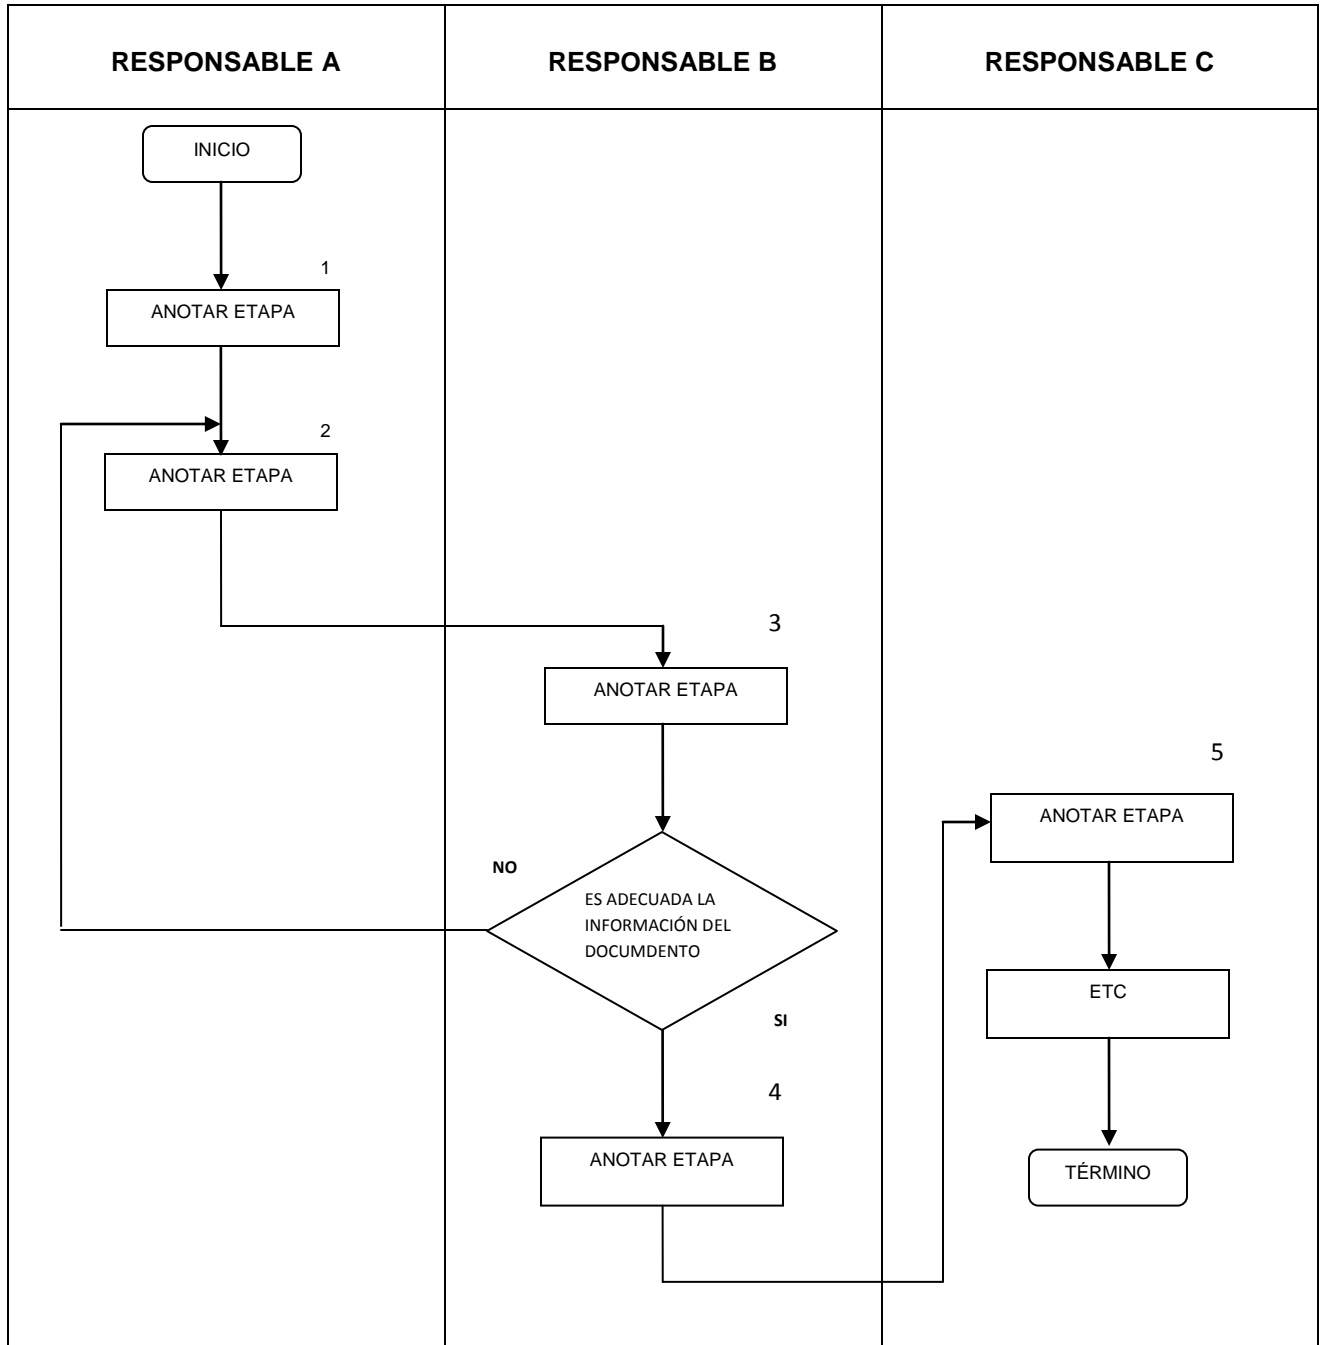 RESPONSABLE A
RESPONSABLE B
RESPONSABLE C
INICIO
1
ANOTAR ETAPA
2
ANOTAR ETAPA
3
ANOTAR ETAPA
NO
ES ADECUADA LA
INFORMACIÓN DEL
DOCUMDENTO
SI
4
ANOTAR ETAPA
5
ANOTAR ETAPA
ETC
TÉRMINO